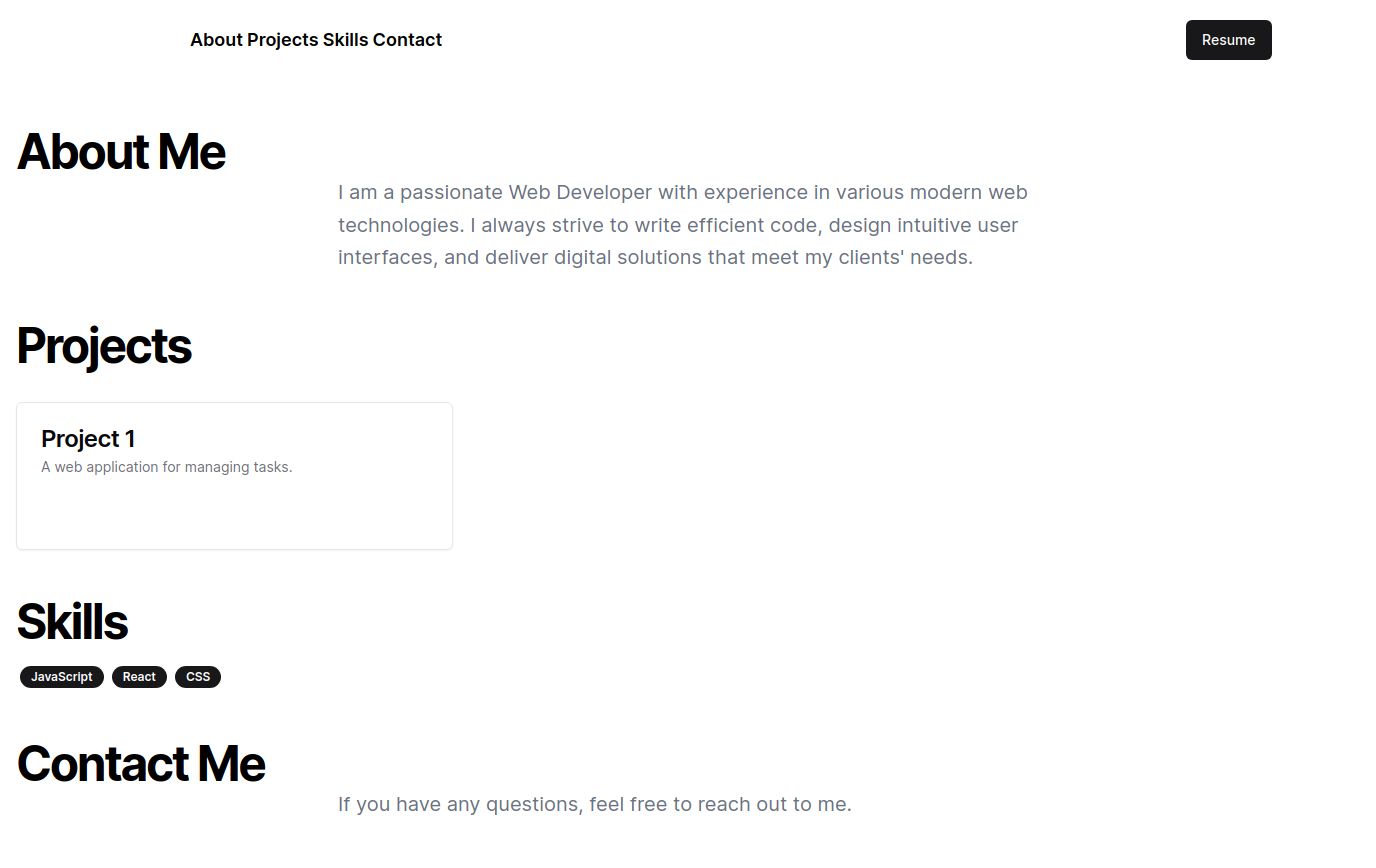 About Projects Skills Contact
Resume
About Me
I am a passionate Web Developer with experience in various modern web
technologies. I always strive to write efficient code, design intuitive user
interfaces, and deliver digital solutions that meet my clients' needs.
Projects
Project 1
A web application for managing tasks.
Skills
JavaScript React CSS
Contact Me
If you have any questions, feel free to reach out to me.